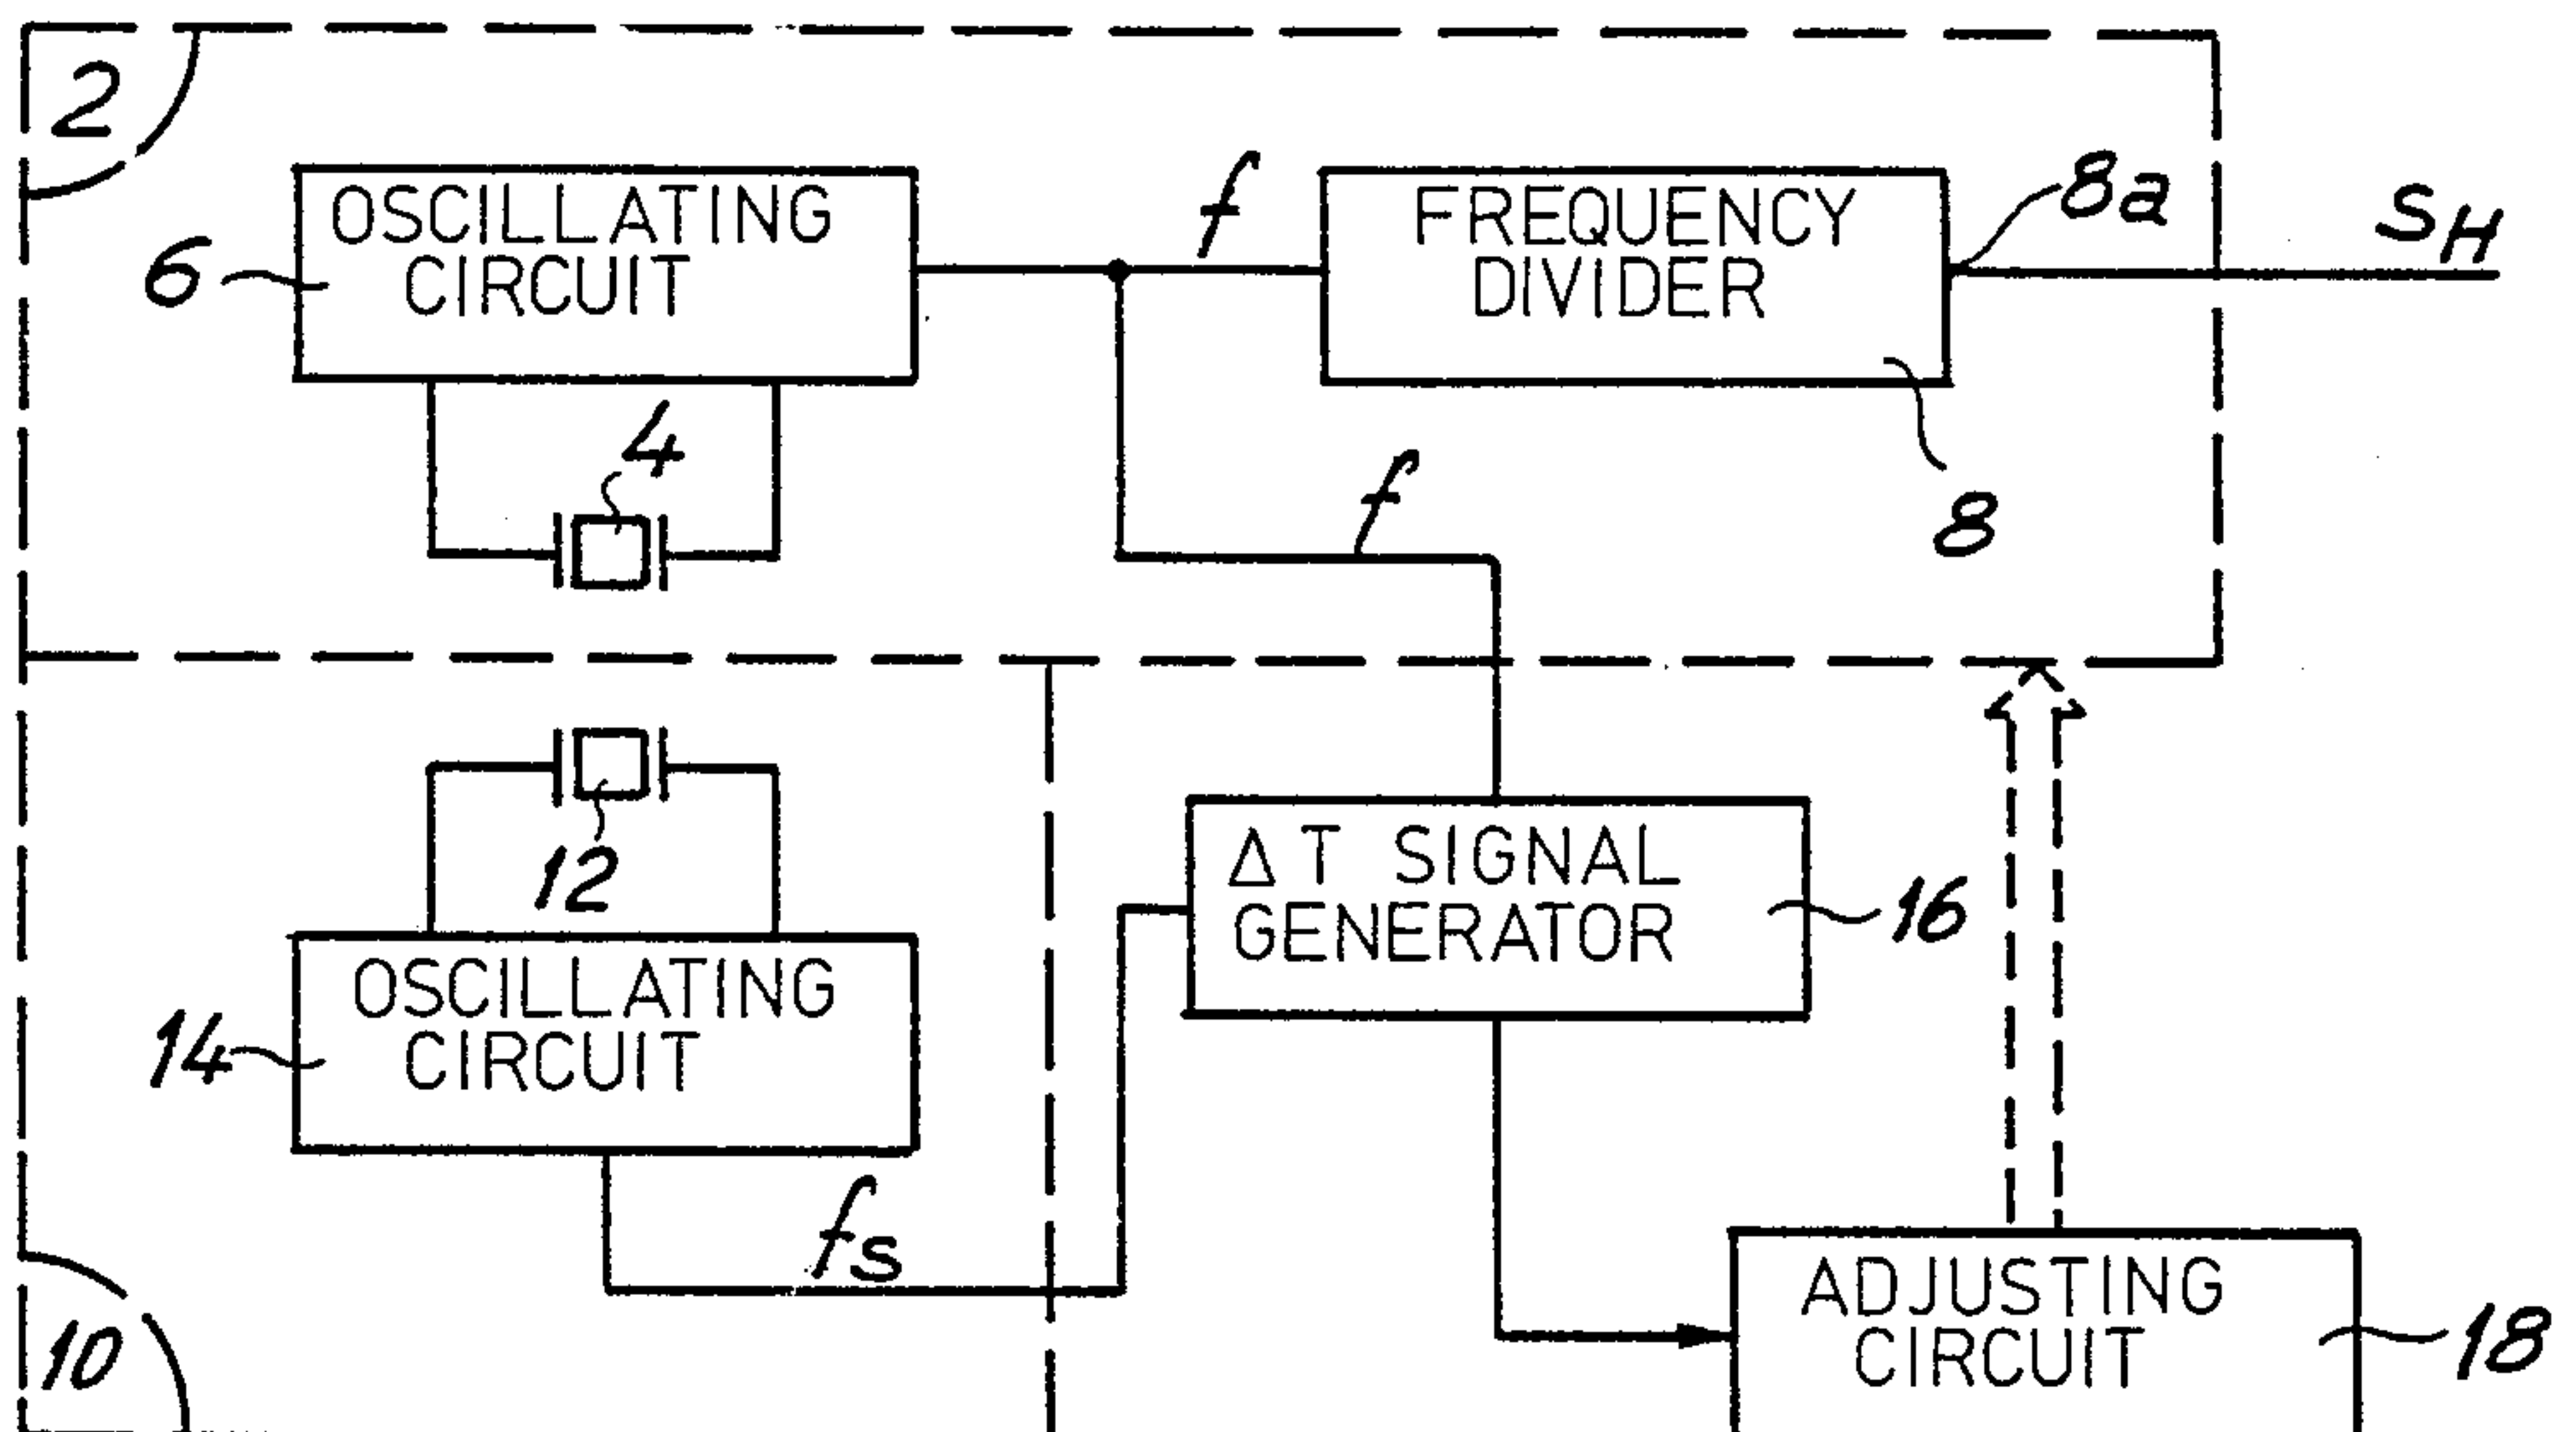 2
OSCILLATING
CIRCUIT
6
f
FREQUENCY
DIVIDER
8a
SH
4
f
8
12
ΔT SIGNAL
GENERATOR
16
OSCILLATING
CIRCUIT
14
fs
ADJUSTING
CIRCUIT
18
10